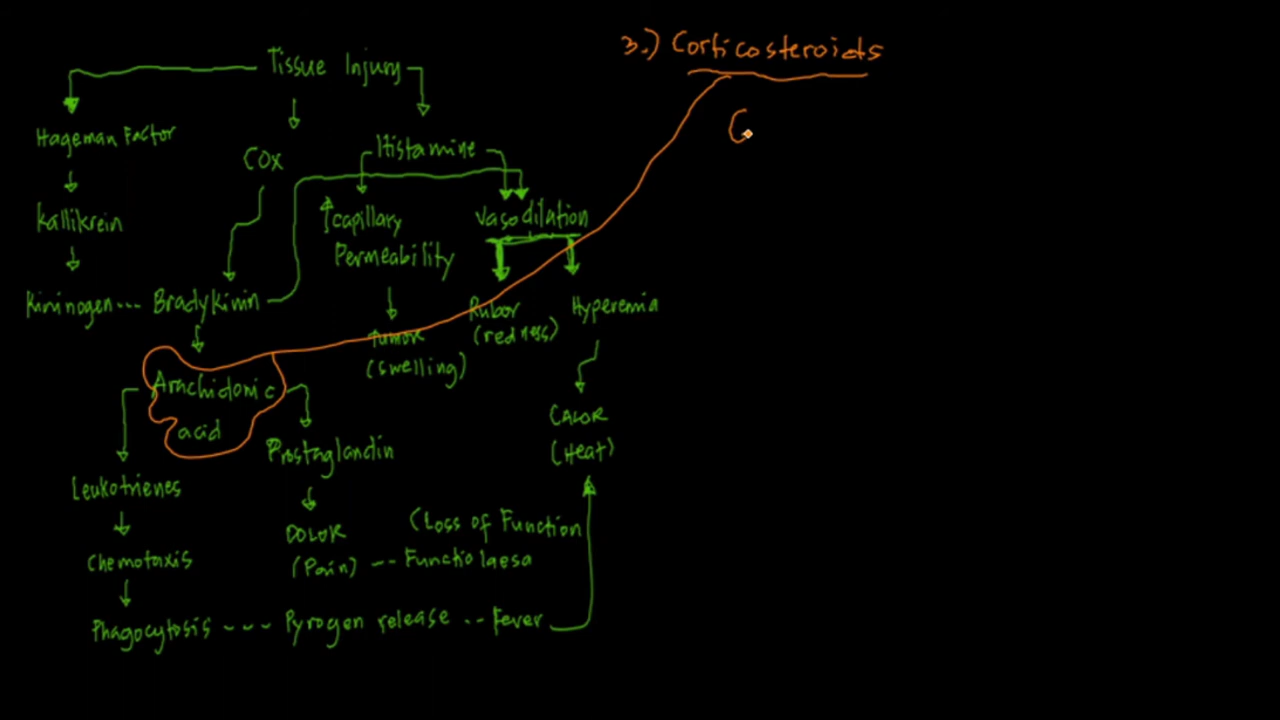 3.) Corticosteroids
Tissue Injury
Hageman Factor
COX
Histamine
Kallikrein
↑Capillary
Permeability
Vasodilation
Kininogen--- Bradykinin
Rubor
(redness)
Hyperemia
Tumor
(swelling)
Arachidonic
acid
CALOR
(Heat)
Prostaglandin
Leukotrienes
DOLOR
(Pain) -- Functio laesa
(Loss of Function
Chemotaxis
Phagocytosis --- Pyrogen release -- Fever